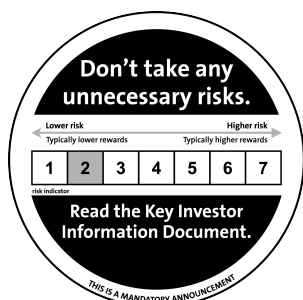 Don't take any
unnecessary risks.
Lower risk Higher risk
Typically lower rewards Typically higher rewards
1 2 3 4 5 6 7
risk indicator
Read the Key Investor
Information Document.
THIS IS A MANDATORY ANNOUNCEMENT